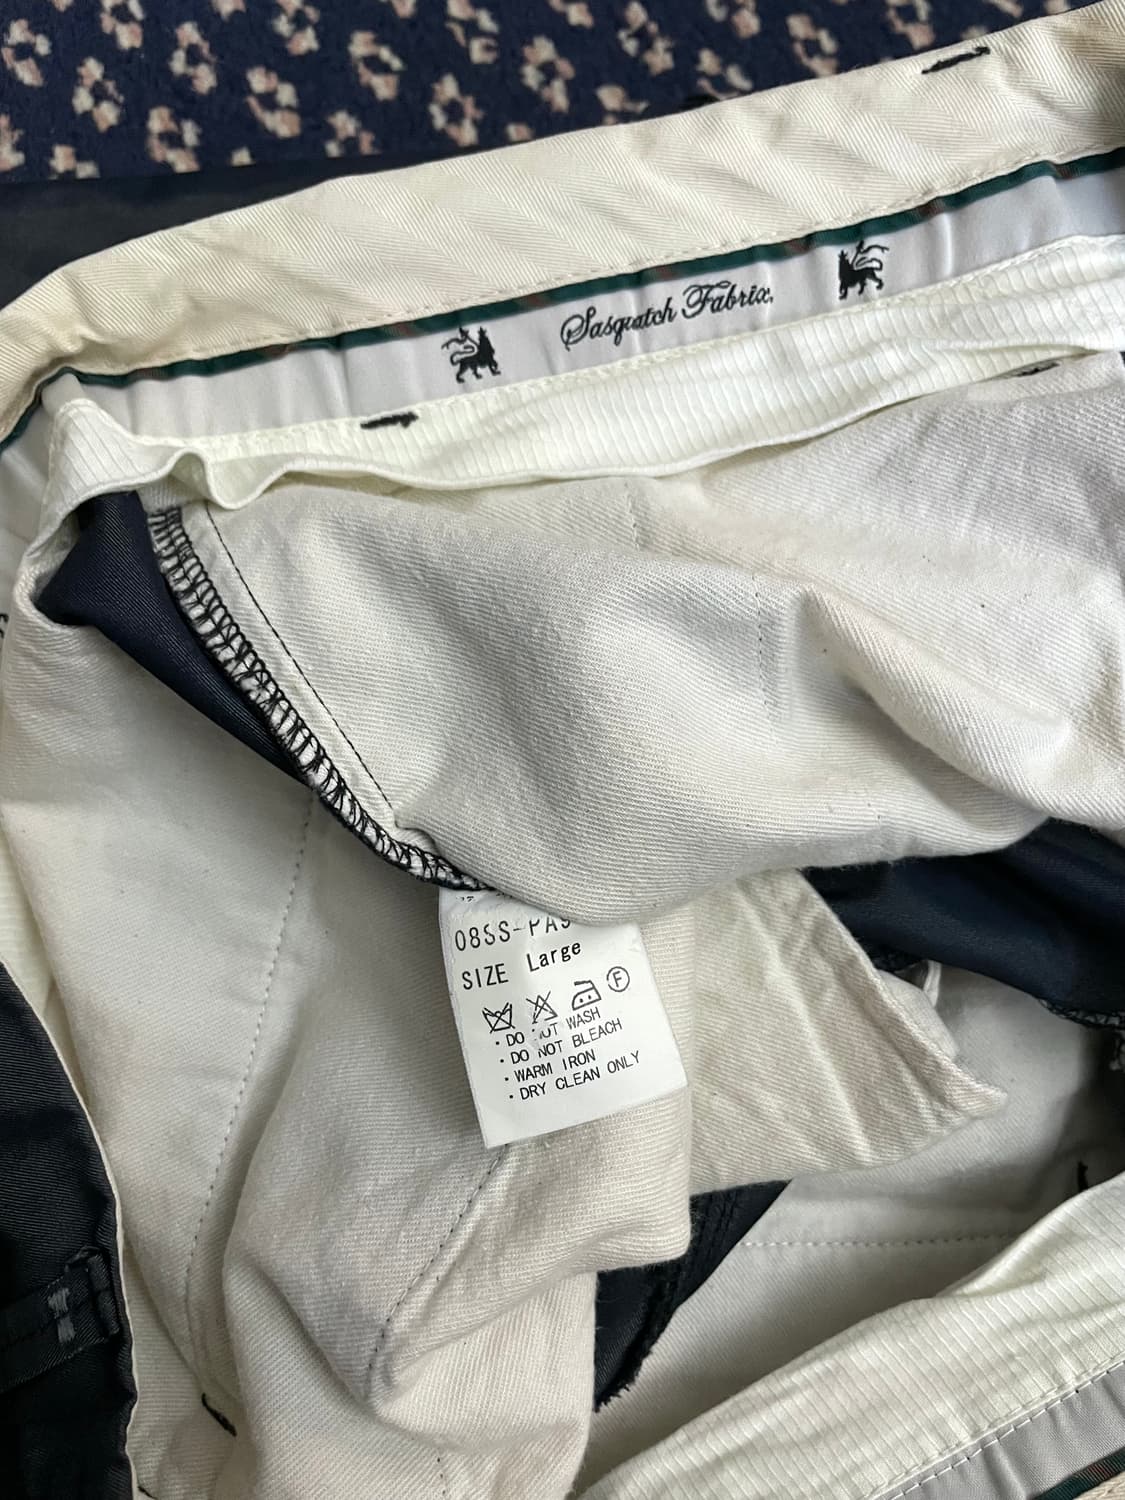 Sasquatch Fabrix.
08SS-PA
SIZE Large
F
・DO NOT WASH
・DO NOT BLEACH
・WARM IRON
・DRY CLEAN ONLY